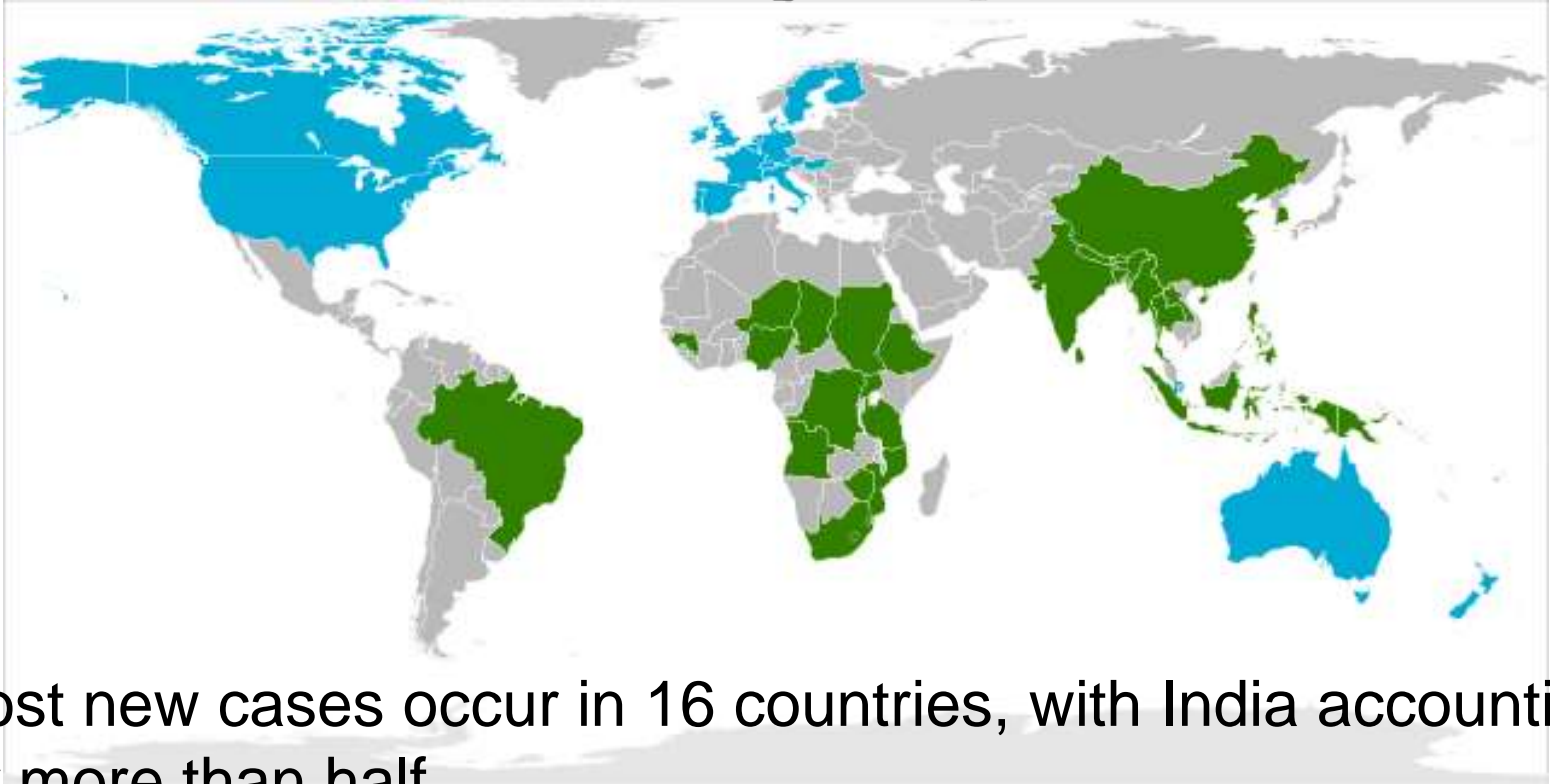 ost new cases occur in 16 countries, with India accounti
more than half